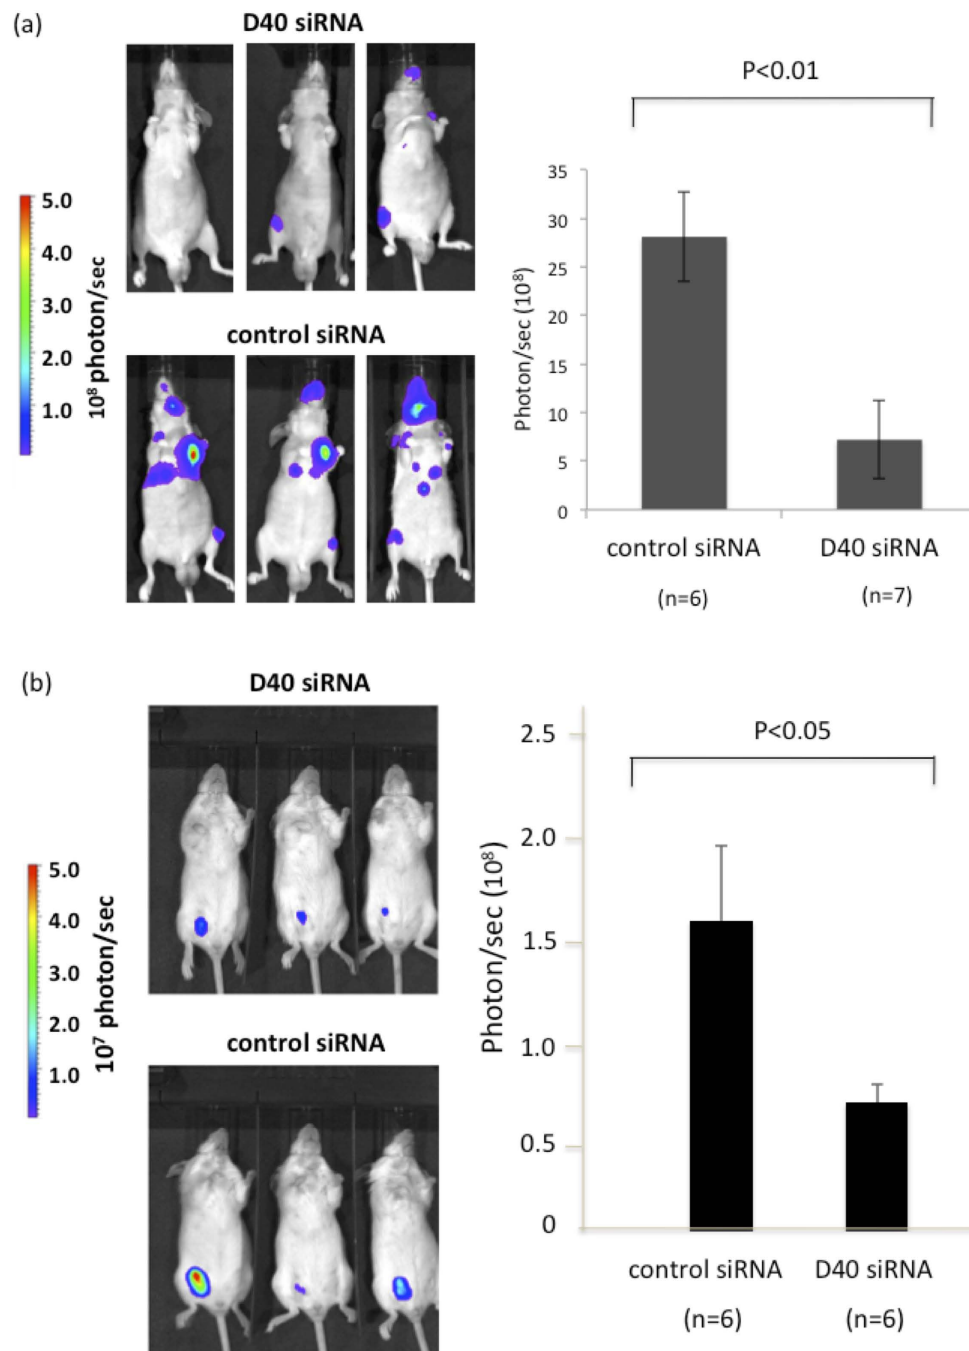 (a)
D40 siRNA
5.0
4.0
3.0
2.0
1.0
10⁸ photon/sec
control siRNA
P<0.01
35
30
25
20
15
10
5
0
Photon/sec (10⁸)
control siRNA
D40 siRNA
(n=6)
(n=7)
(b)
D40 siRNA
5.0
4.0
3.0
2.0
1.0
10⁷ photon/sec
control siRNA
P<0.05
2.5
2.0
1.5
1.0
0.5
0
Photon/sec (10⁸)
control siRNA
D40 siRNA
(n=6)
(n=6)